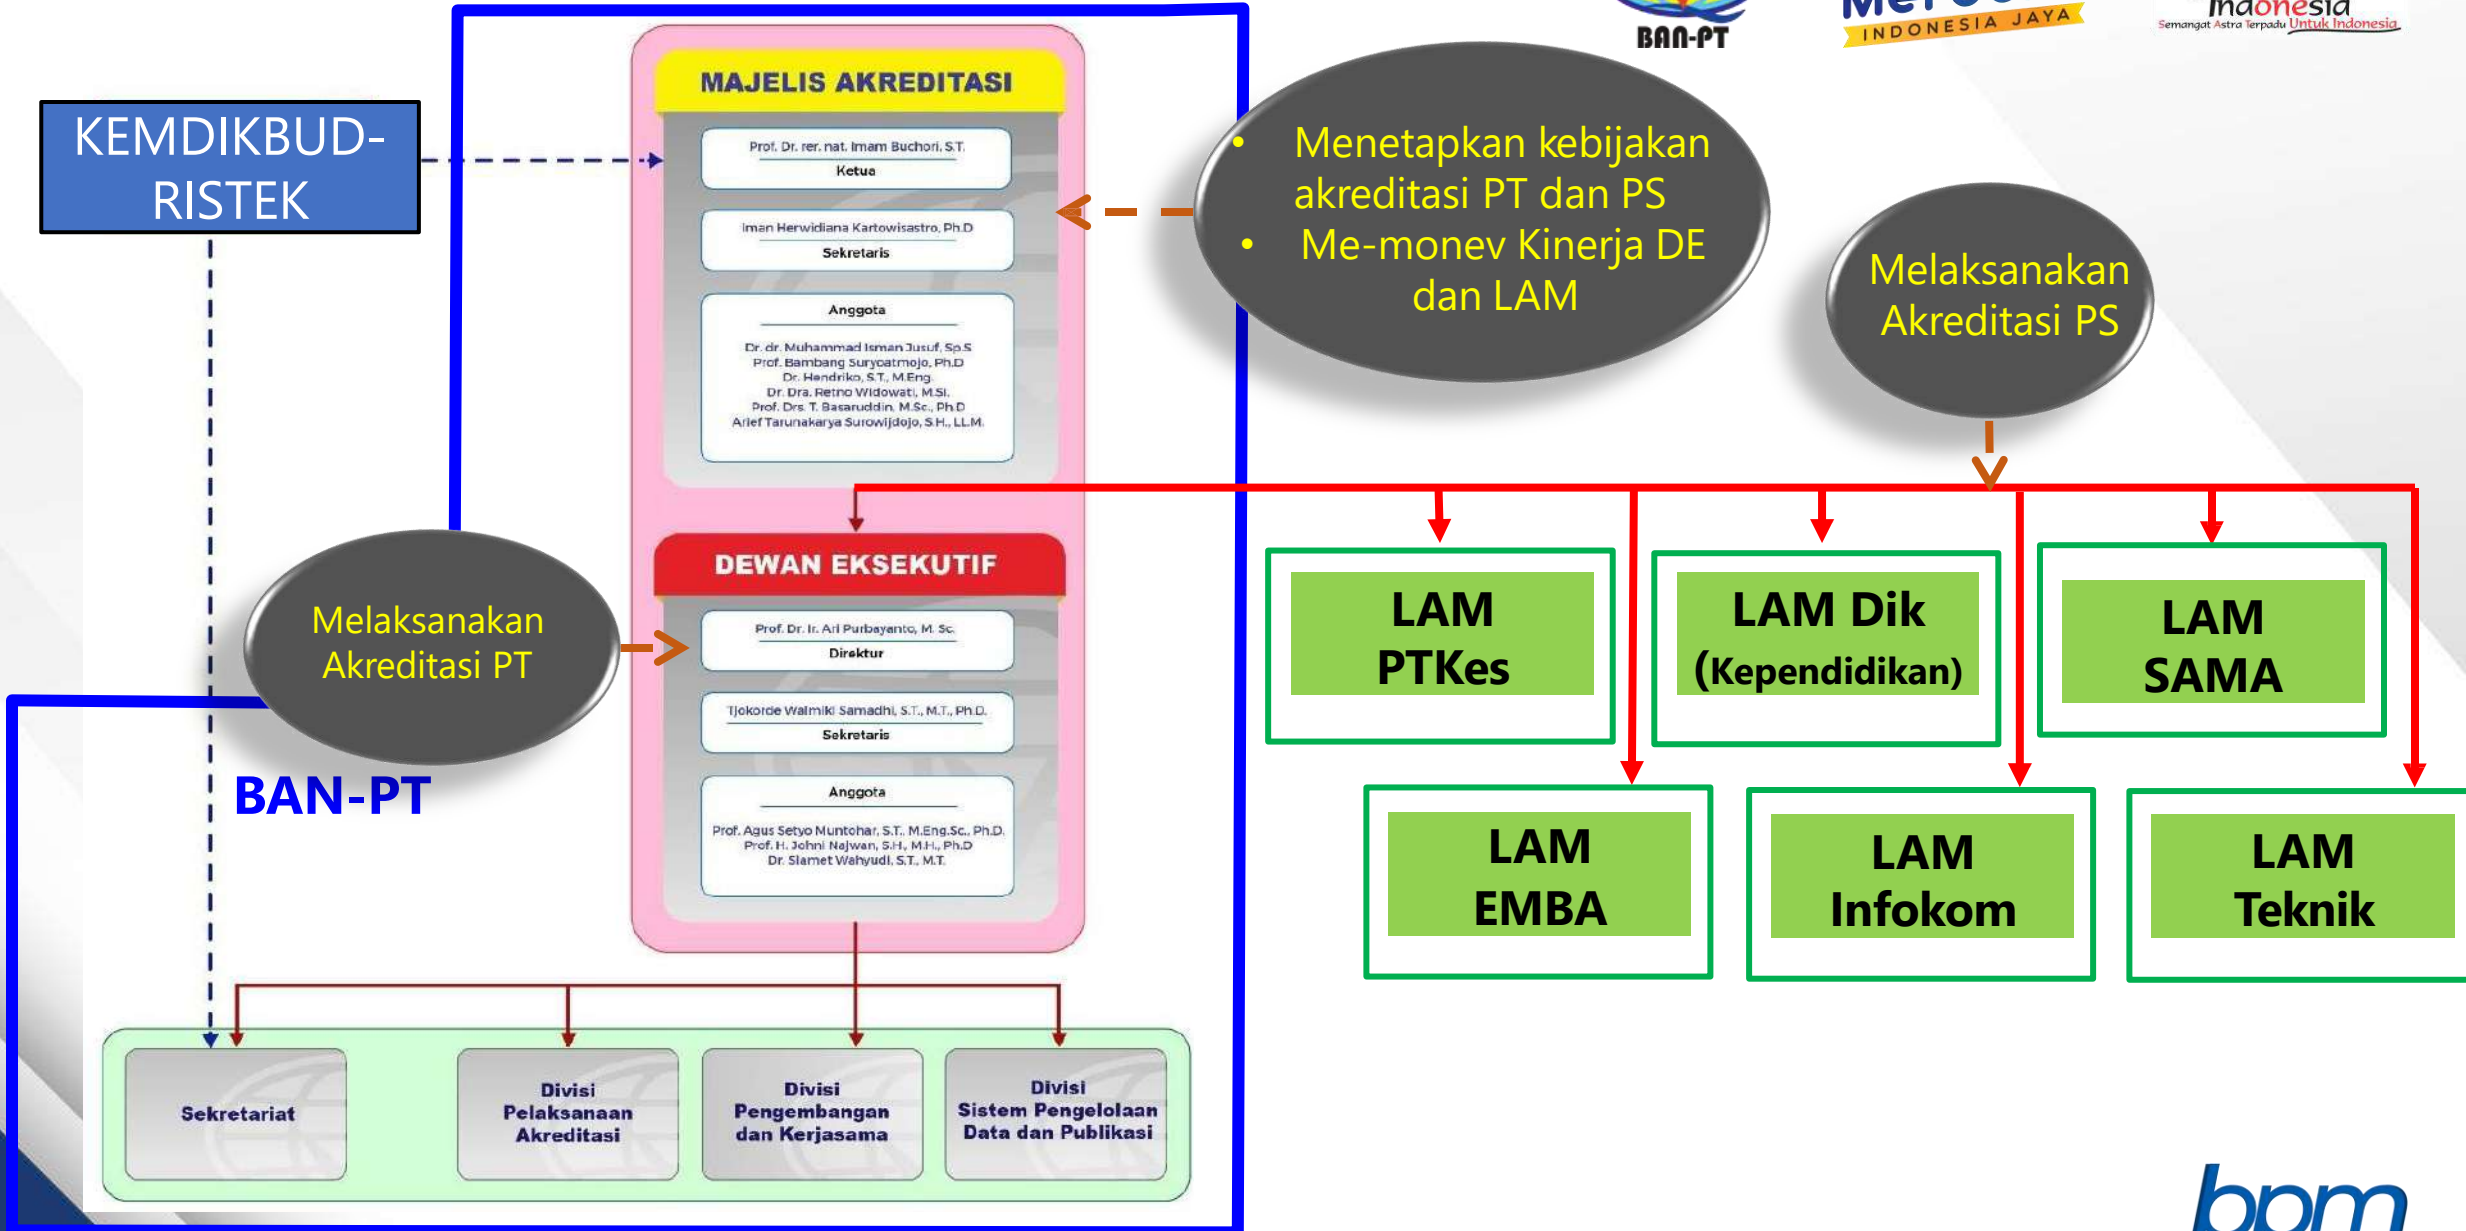 BAN-PT
INDONESIA JAYA
Indonesia
Semangat Astra Terpadu Untuk Indonesia
KEMDIKBUD-
RISTEK
MAJELIS AKREDITASI
Prof. Dr. rer. nat. Imam Buchori, S.T.
Ketua
Iman Herwidiana Kartowisastro, Ph.D
Sekretaris
Anggota
Dr. dr. Muhammad Isman Jusuf, Sp.S
Prof. Bambang Suryoatmojo, Ph.D
Dr. Hendriko, S.T., M.Eng.
Dr. Dra. Retno Widowati, M.Si.
Prof. Drs. T. Basaruddin, M.Sc., Ph.D
Arief Tarunakarya Surowidjojo, S.H., LL.M.
• Menetapkan kebijakan
akreditasi PT dan PS
• Me-monev Kinerja DE
dan LAM
Melaksanakan
Akreditasi PS
Melaksanakan
Akreditasi PT
DEWAN EKSEKUTIF
Prof. Dr. Ir. Ari Purbayanto, M. Sc.
Direktur
Tjokorde Walmiki Samadhi, S.T., M.T., Ph.D.
Sekretaris
Anggota
Prof. Agus Setyo Muntohar, S.T., M.Eng.Sc., Ph.D.
Prof. H. Johni Najwan, S.H., M.H., Ph.D
Dr. Slamet Wahyudi, S.T., M.T.
BAN-PT
LAM
PTKes
LAM Dik
(Kependidikan)
LAM
SAMA
LAM
EMBA
LAM
Infokom
LAM
Teknik
Sekretariat
Divisi
Pelaksanaan
Akreditasi
Divisi
Pengembangan
dan Kerjasama
Divisi
Sistem Pengelolaan
Data dan Publikasi
bpm